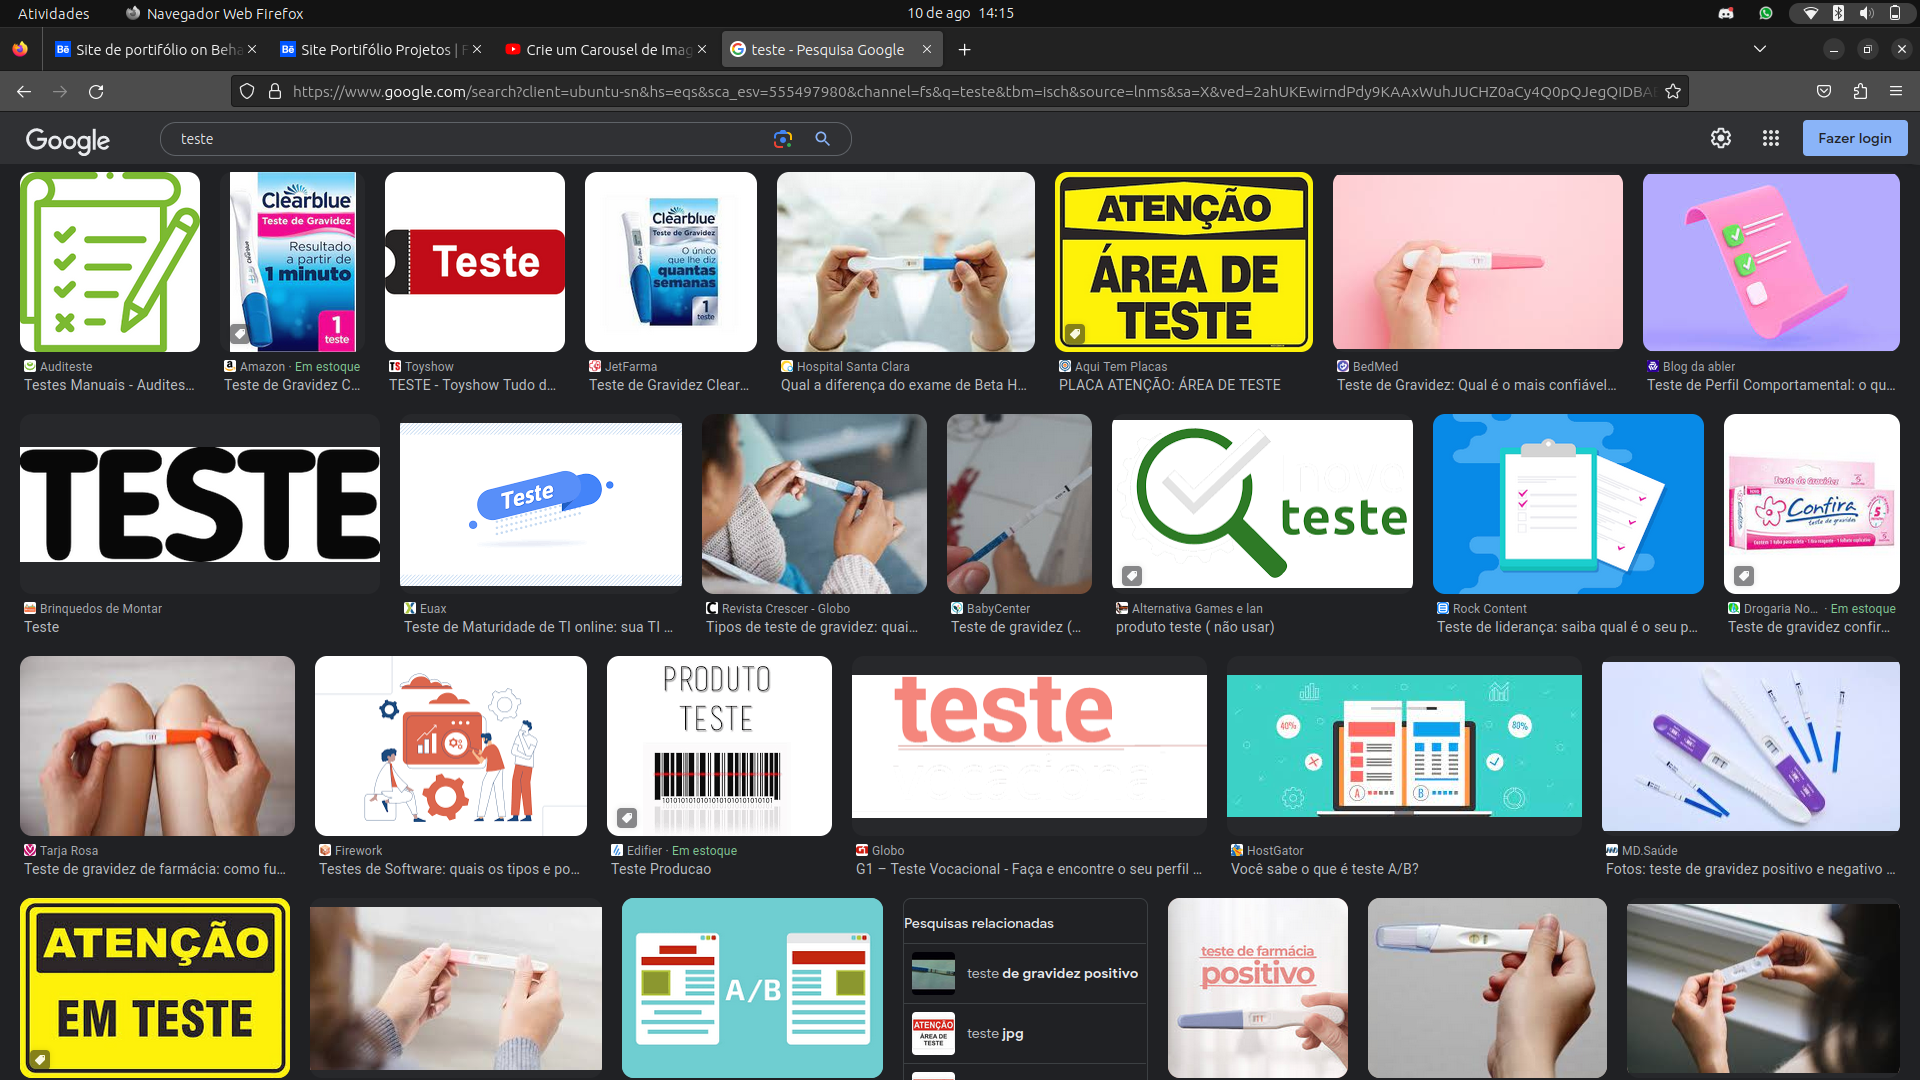 Atividades
Navegador Web Firefox
10 de ago 14:15
Site de portifólio on Beha
Site Portifólio Projetos | F
Crie um Carousel de Imag
teste - Pesquisa Google
https://www.google.com/search?client=ubuntu-sn&hs=eqs&sca_esv=555497980&channel=fs&q=teste&tbm=isch&source=lnms&sa=X&ved=2ahUKEwirndPdy9KAAxWuhJUCHZ0aCy4Q0pQJegQIDBA
Google
teste
Fazer login
Clearblue
Teste de Gravidez
Resultado
a partir de
1 minuto
1
teste
Teste
Clearblue
Teste de Gravidez
O único
que lhe diz
quantas
semanas
1
teste
ATENÇÃO
ÁREA DE
TESTE
Auditeste
Testes Manuais - Audites...
Amazon · Em estoque
Teste de Gravidez C...
Toyshow
TESTE - Toyshow Tudo d...
JetFarma
Teste de Gravidez Clear...
Hospital Santa Clara
Qual a diferença do exame de Beta H...
Aqui Tem Placas
PLACA ATENÇÃO: ÁREA DE TESTE
BedMed
Teste de Gravidez: Qual é o mais confiável...
Blog da abler
Teste de Perfil Comportamental: o qu...
TESTE
Teste
Inova
teste
Teste de Gravidez
Confira
teste de gravidez
5
Brinquedos de Montar
Teste
Euax
Teste de Maturidade de TI online: sua TI ...
Revista Crescer - Globo
Tipos de teste de gravidez: quai...
BabyCenter
Teste de gravidez (...
Alternativa Games e lan
produto teste ( não usar)
Rock Content
Teste de liderança: saiba qual é o seu p...
Drogaria No... · Em estoque
Teste de gravidez confir...
PRODUTO
TESTE
teste
40%
80%
A
B
Tarja Rosa
Teste de gravidez de farmácia: como fu...
Firework
Testes de Software: quais os tipos e po...
Edifier · Em estoque
Teste Producao
Globo
G1 – Teste Vocacional - Faça e encontre o seu perfil ...
HostGator
Você sabe o que é teste A/B?
MD.Saúde
Fotos: teste de gravidez positivo e negativo ...
ATENÇÃO
EM TESTE
A/B
Pesquisas relacionadas
teste de gravidez positivo
ATENÇÃO
ÁREA DE
TESTE
teste jpg
teste de farmácia
positivo